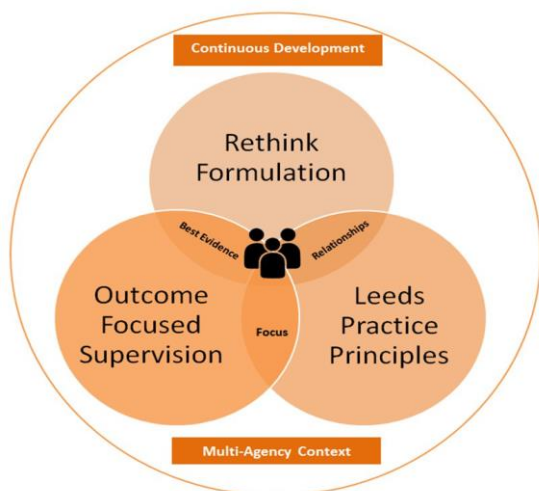 Continuous Development
Rethink
Formulation
Best Evidence
Relationships
Outcome
Focused
Supervision
Focus
Leeds
Practice
Principles
Multi-Agency Context